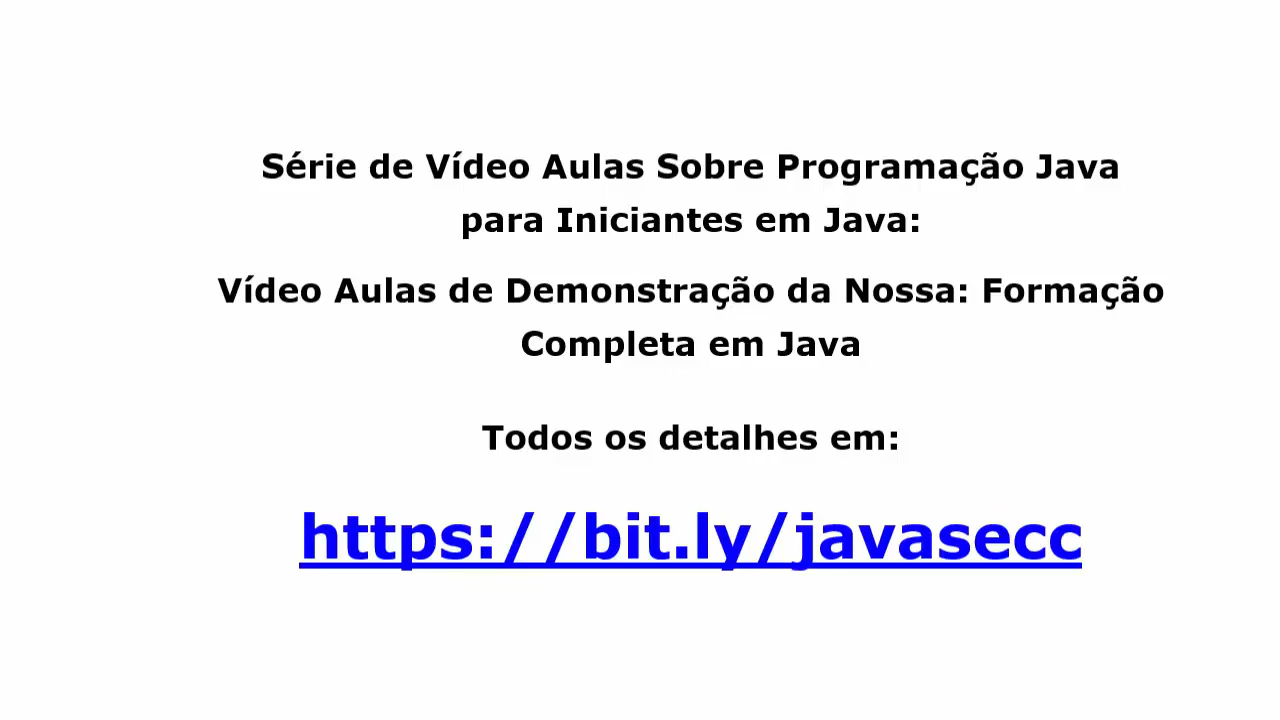 Série de Vídeo Aulas Sobre Programação Java
para Iniciantes em Java:
Vídeo Aulas de Demonstração da Nossa: Formação
Completa em Java
Todos os detalhes em:
https://bit.ly/javasecc